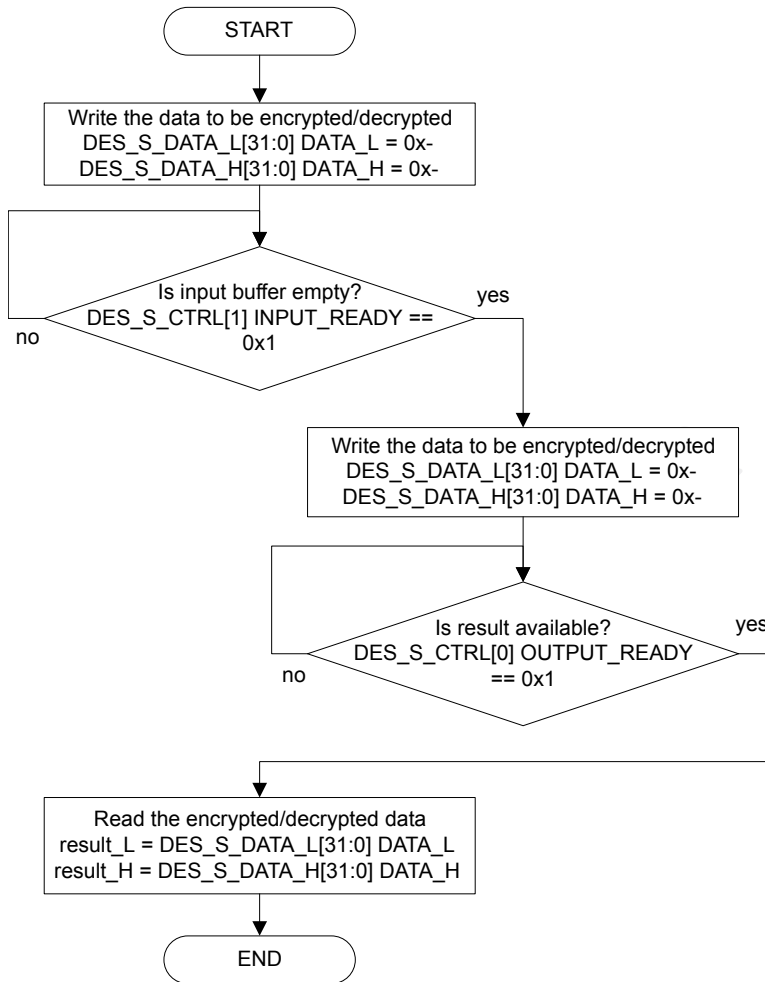 START
Write the data to be encrypted/decrypted
DES_S_DATA_L[31:0] DATA_L = 0x-
DES_S_DATA_H[31:0] DATA_H = 0x-
Is input buffer empty?
DES_S_CTRL[1] INPUT_READY ==
0x1
yes
no
Write the data to be encrypted/decrypted
DES_S_DATA_L[31:0] DATA_L = 0x-
DES_S_DATA_H[31:0] DATA_H = 0x-
Is result available?
DES_S_CTRL[0] OUTPUT_READY
== 0x1
yes
no
Read the encrypted/decrypted data
result_L = DES_S_DATA_L[31:0] DATA_L
result_H = DES_S_DATA_H[31:0] DATA_H
END